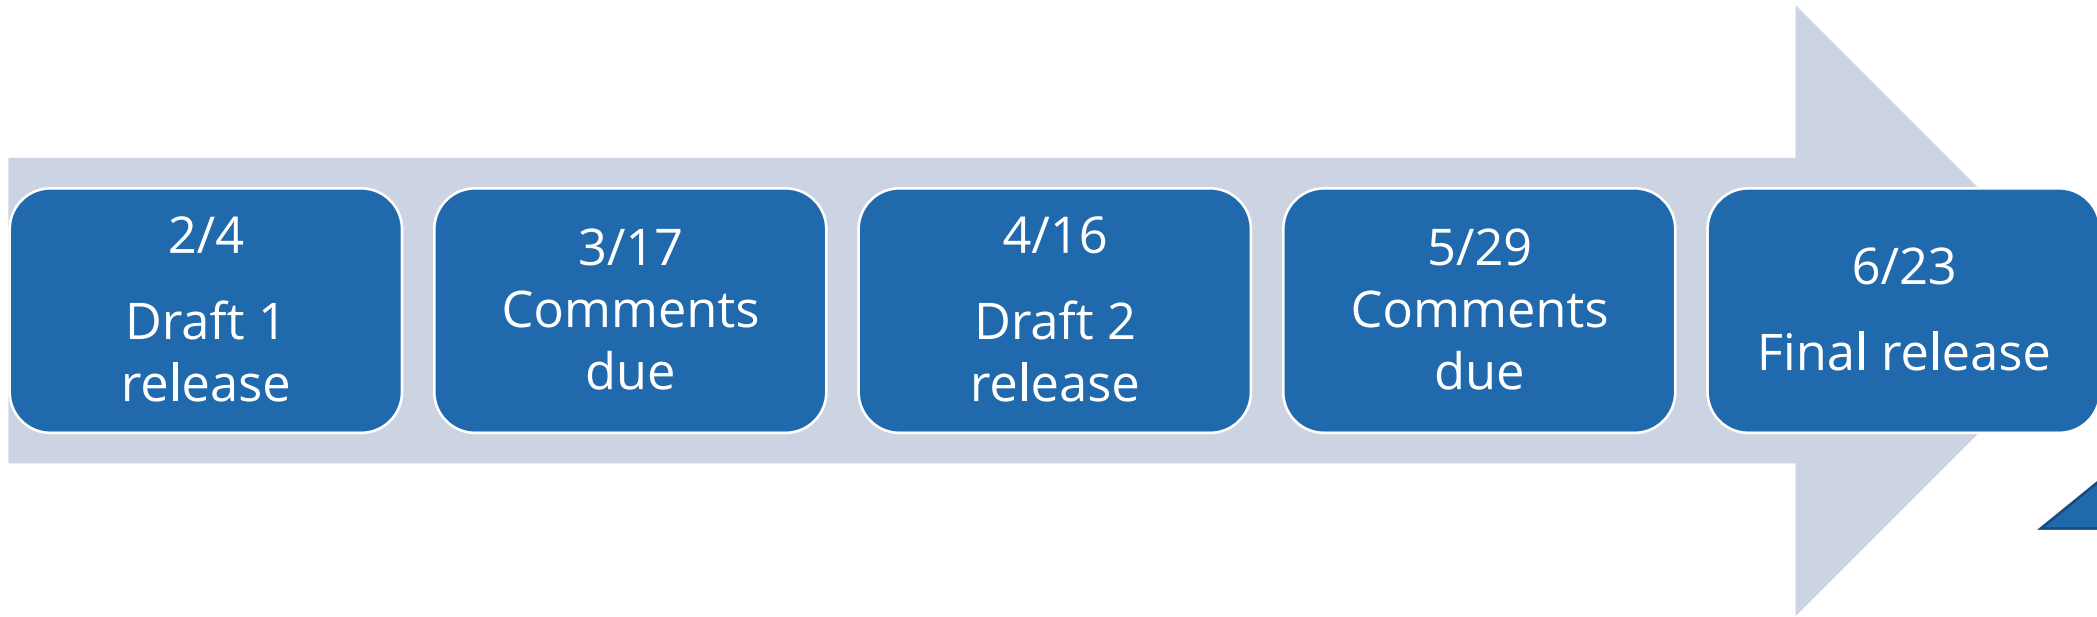 2/4
Draft 1
release
3/17
Comments
due
4/16
Draft 2
release
5/29
Comments
due
6/23
Final release